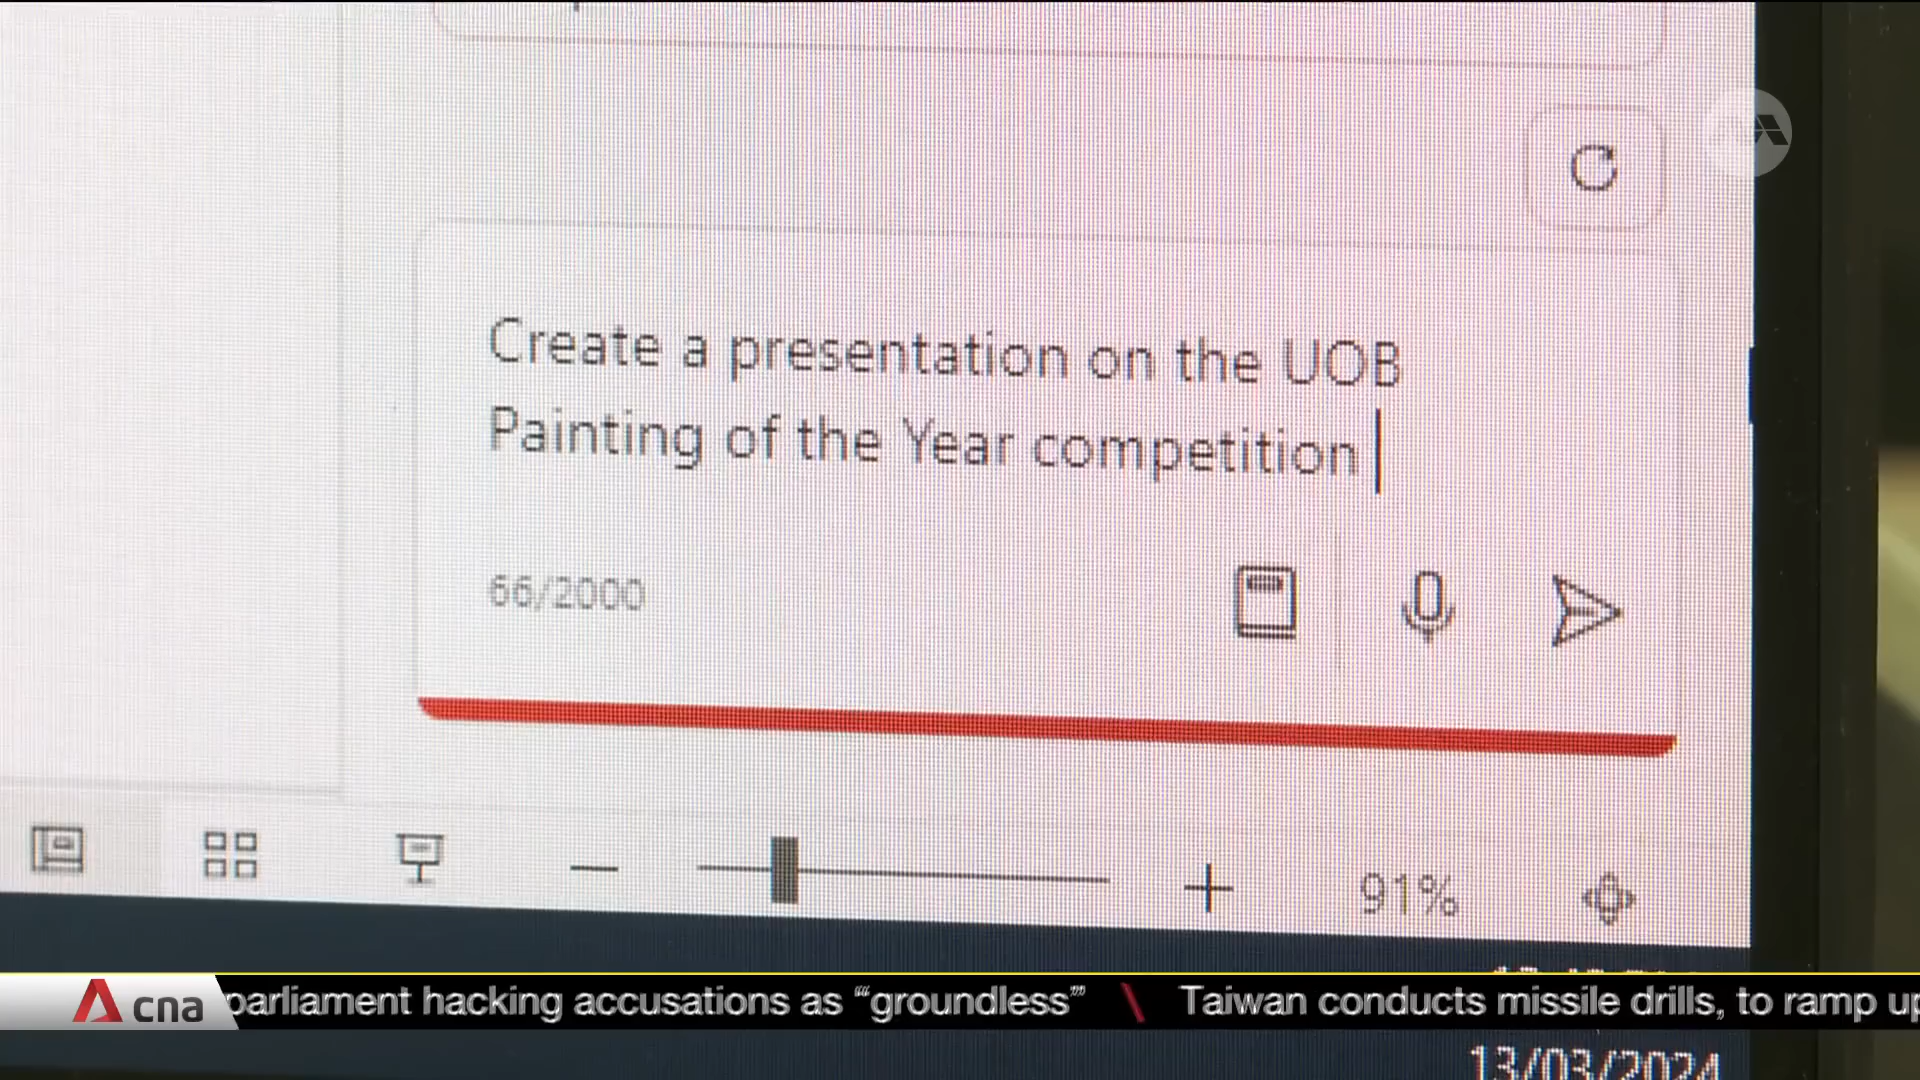 Create a presentation on the UOB
Painting of the Year competition
66/2000
91%
cna
parliament hacking accusations as ““groundless”” \ Taiwan conducts missile drills, to ramp up
13/03/2024